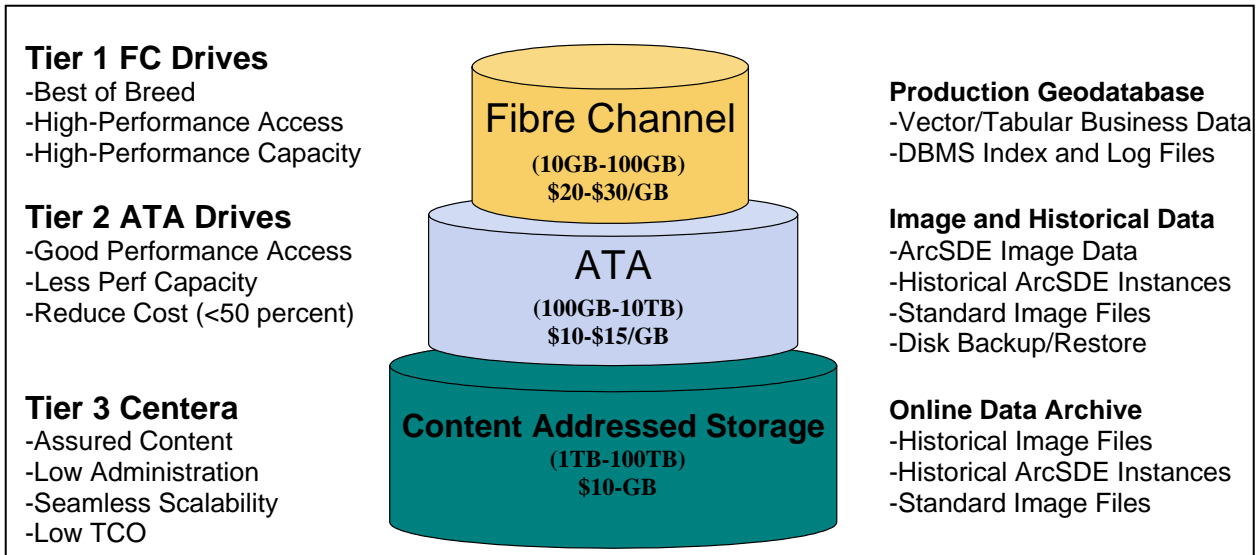 Tier 1 FC Drives
-Best of Breed
-High-Performance Access
-High-Performance Capacity
Fibre Channel
(10GB-100GB)
$20-$30/GB
Production Geodatabase
-Vector/Tabular Business Data
-DBMS Index and Log Files
Tier 2 ATA Drives
-Good Performance Access
-Less Perf Capacity
-Reduce Cost (<50 percent)
ATA
(100GB-10TB)
$10-$15/GB
Image and Historical Data
-ArcSDE Image Data
-Historical ArcSDE Instances
-Standard Image Files
-Disk Backup/Restore
Tier 3 Centera
-Assured Content
-Low Administration
-Seamless Scalability
-Low TCO
Content Addressed Storage
(1TB-100TB)
$10-GB
Online Data Archive
-Historical Image Files
-Historical ArcSDE Instances
-Standard Image Files